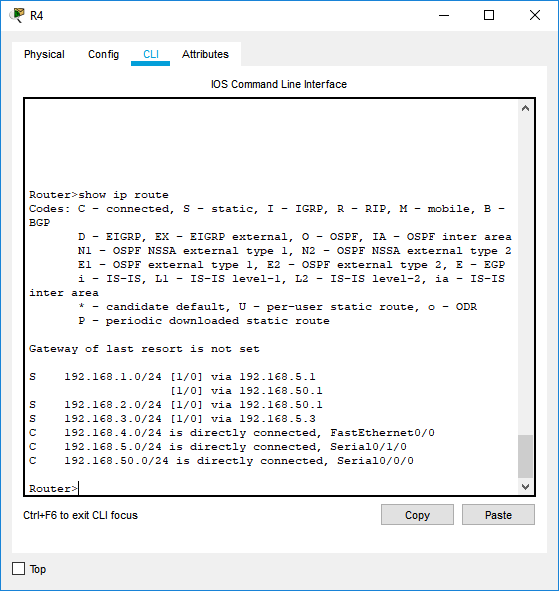 R4
Physical Config CLI Attributes
IOS Command Line Interface
Router>show ip route
Codes: C - connected, S - static, I - IGRP, R - RIP, M - mobile, B -
BGP
D - EIGRP, EX - EIGRP external, O - OSPF, IA - OSPF inter area
N1 - OSPF NSSA external type 1, N2 - OSPF NSSA external type 2
E1 - OSPF external type 1, E2 - OSPF external type 2, E - EGP
i - IS-IS, L1 - IS-IS level-1, L2 - IS-IS level-2, ia - IS-IS
inter area
* - candidate default, U - per-user static route, o - ODR
P - periodic downloaded static route
Gateway of last resort is not set
S 192.168.1.0/24 [1/0] via 192.168.5.1
[1/0] via 192.168.50.1
S 192.168.2.0/24 [1/0] via 192.168.50.1
S 192.168.3.0/24 [1/0] via 192.168.5.3
C 192.168.4.0/24 is directly connected, FastEthernet0/0
C 192.168.5.0/24 is directly connected, Serial0/1/0
C 192.168.50.0/24 is directly connected, Serial0/0/0
Router>
Ctrl+F6 to exit CLI focus
Copy Paste
Top